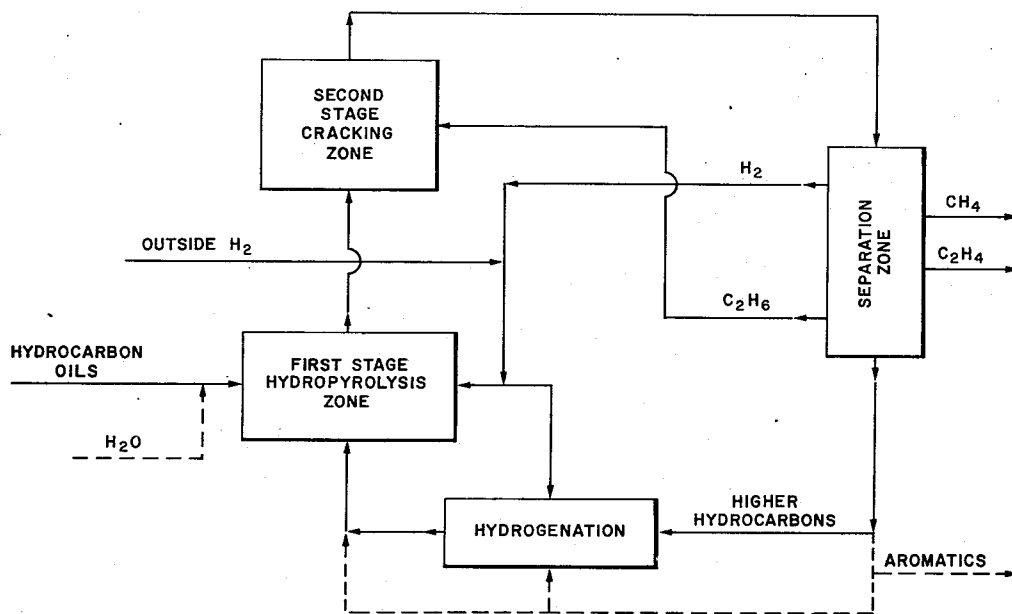 SECOND
STAGE
CRACKING
ZONE
H2
CH4
SEPARATION
ZONE
OUTSIDE H2
C2H4
C2H6
HYDROCARBON
OILS
FIRST STAGE
HYDROPYROLYSIS
ZONE
H2O
HIGHER
HYDROCARBONS
HYDROGENATION
AROMATICS